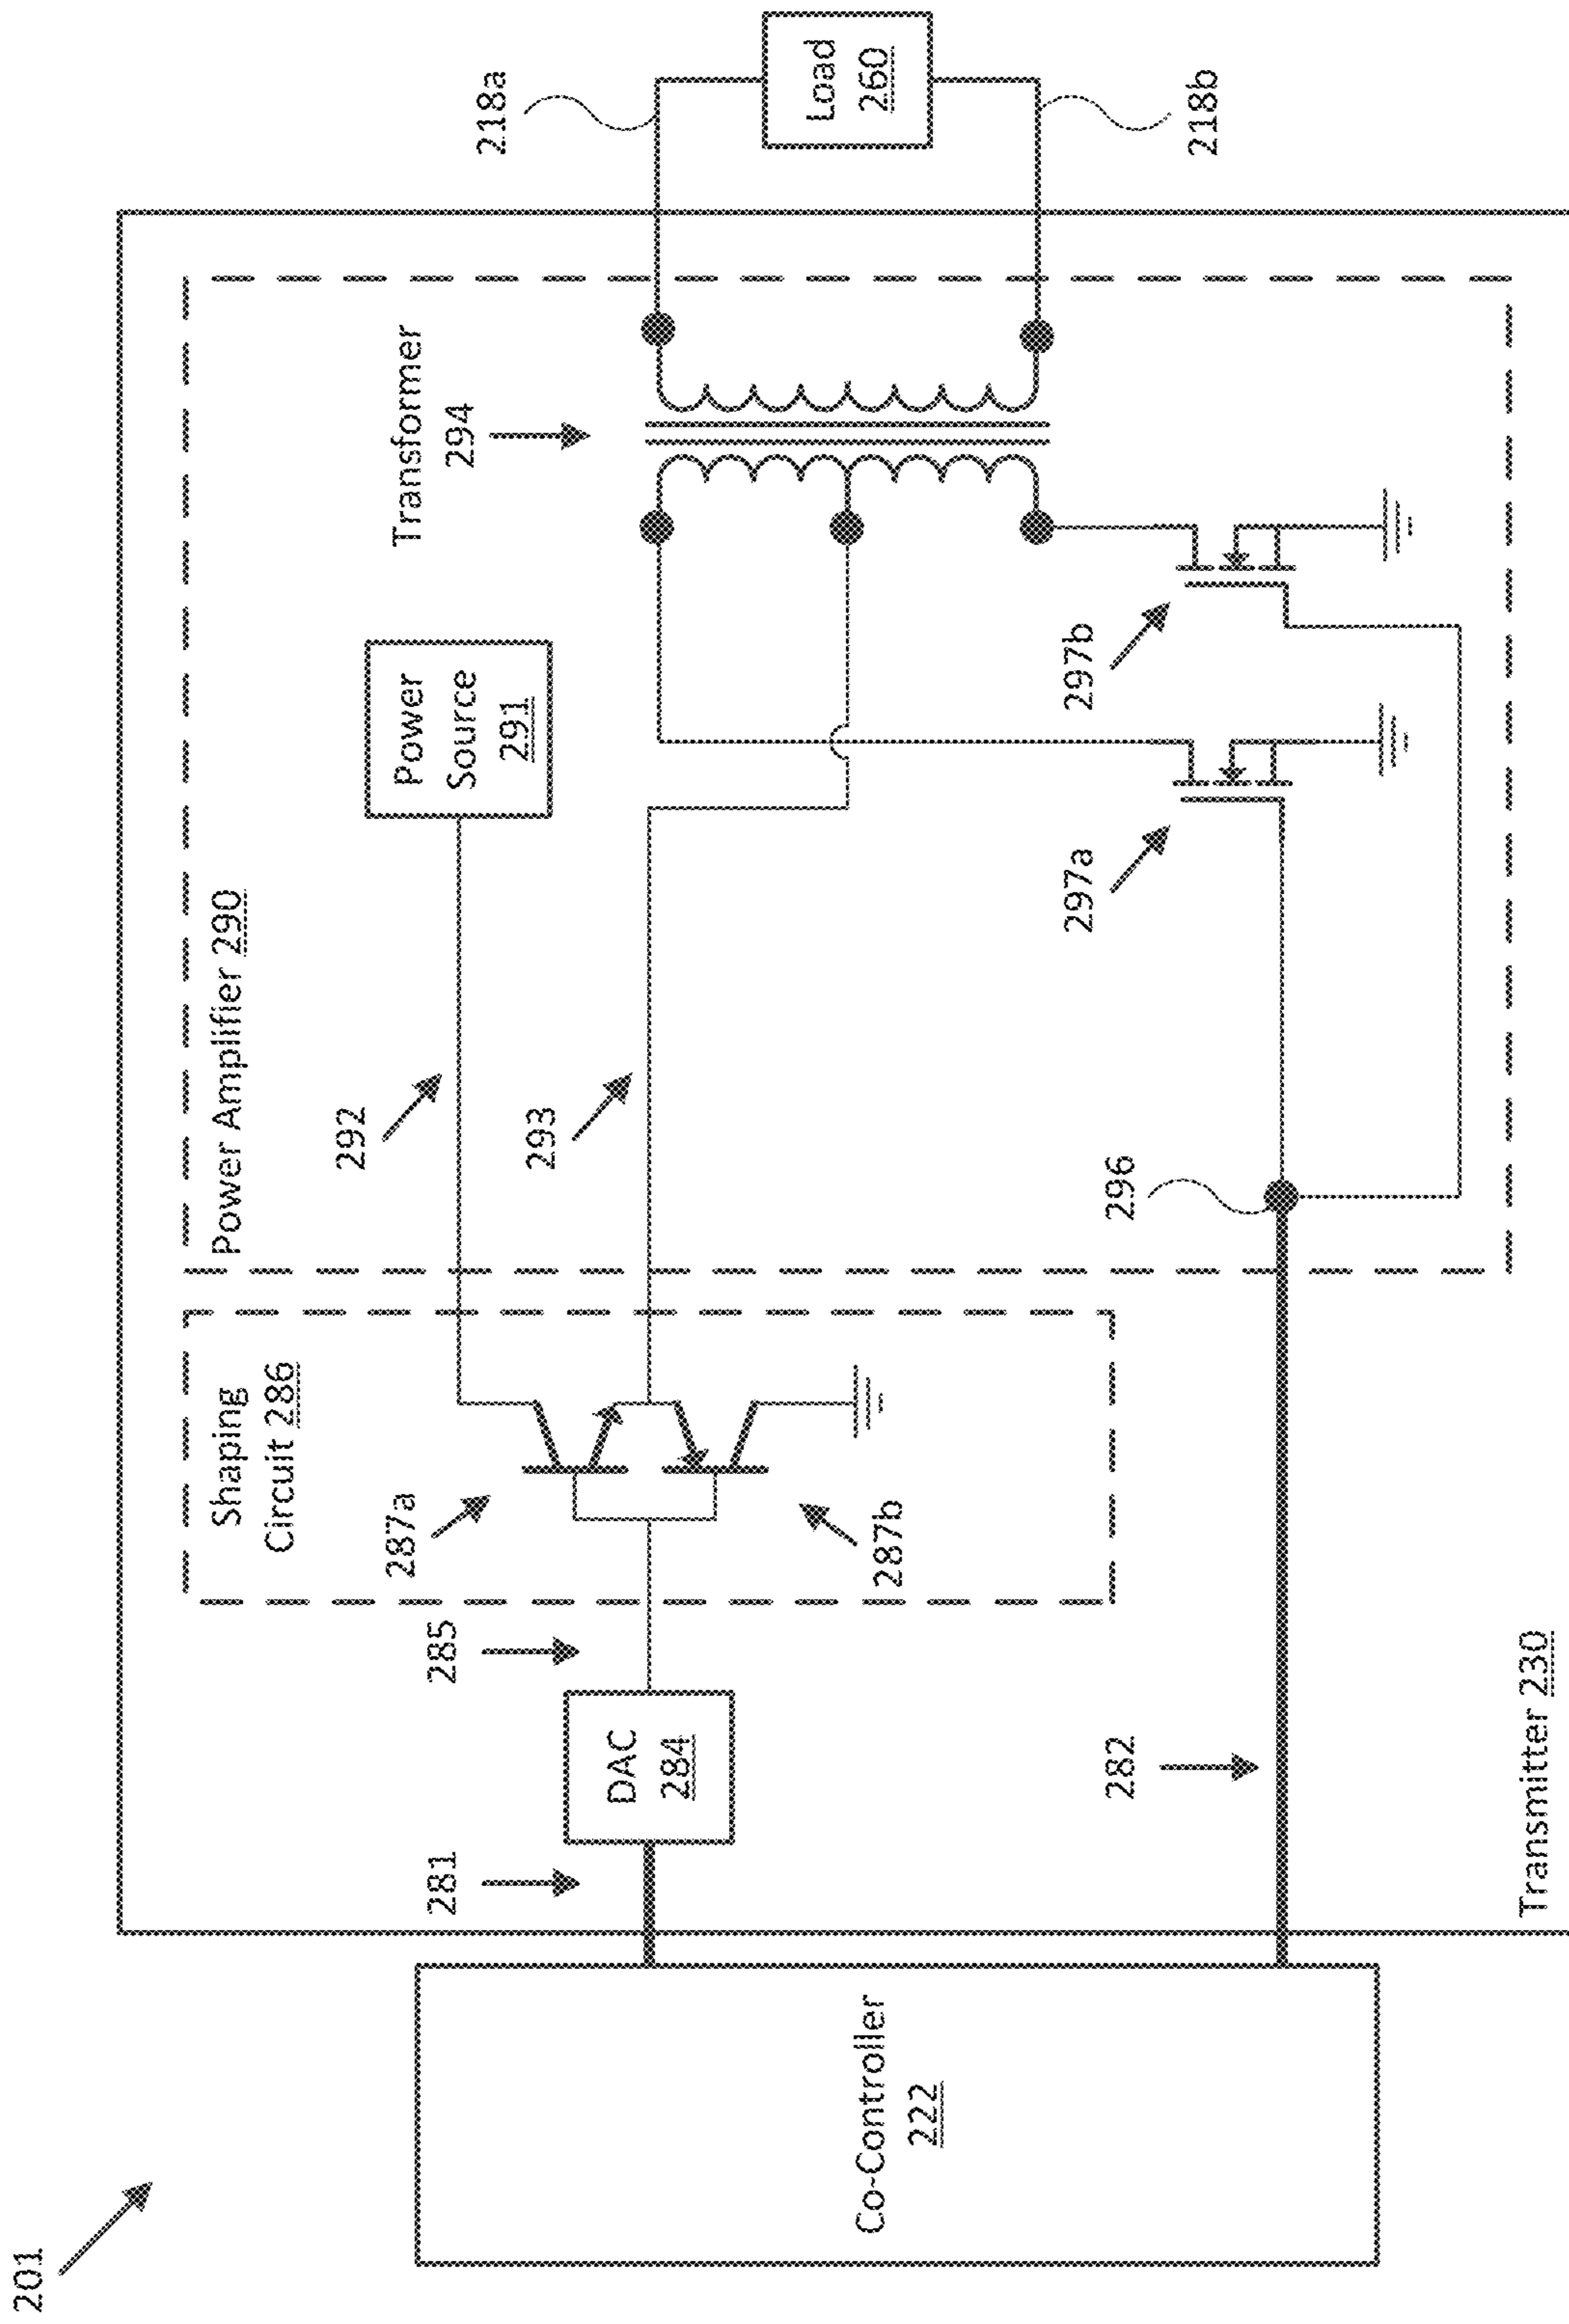 201
Co-Controller
222
Transmitter 230
281
282
DAC
284
285
Shaping
Circuit 286
287a
287b
Power Amplifier 290
292
293
296
Power
Source
291
297a
297b
Transformer
294
218a
218b
Load
260